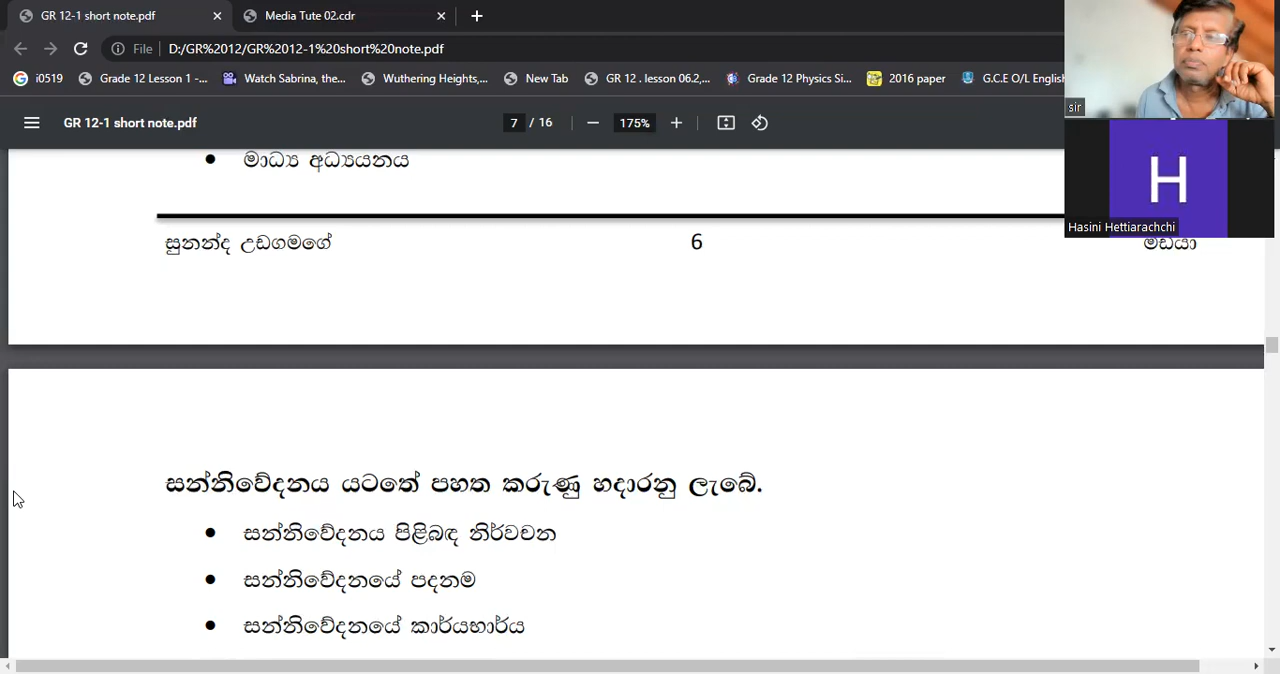 GR 12-1 short note.pdf
Media Tute 02.cdr
File
D:/GR%2012/GR%2012-1%20short%20note.pdf
i0519
Grade 12 Lesson 1 -...
Watch Sabrina, the...
Wuthering Heights,...
New Tab
GR 12 . lesson 06.2,...
Grade 12 Physics Si...
2016 paper
G.C.E O/L English
sir
GR 12-1 short note.pdf
7 / 16
175%
H
Hasini Hettiarachchi
• මාධ්‍ය අධ්‍යයනය
සුනන්ද උඩගමගේ 6 මීඩියා
සන්නිවේදනය යටතේ පහත කරුණු හදාරනු ලැබේ.
• සන්නිවේදනය පිළිබඳ නිර්වචන
• සන්නිවේදනයේ පදනම
• සන්නිවේදනයේ කාර්යභාර්ය